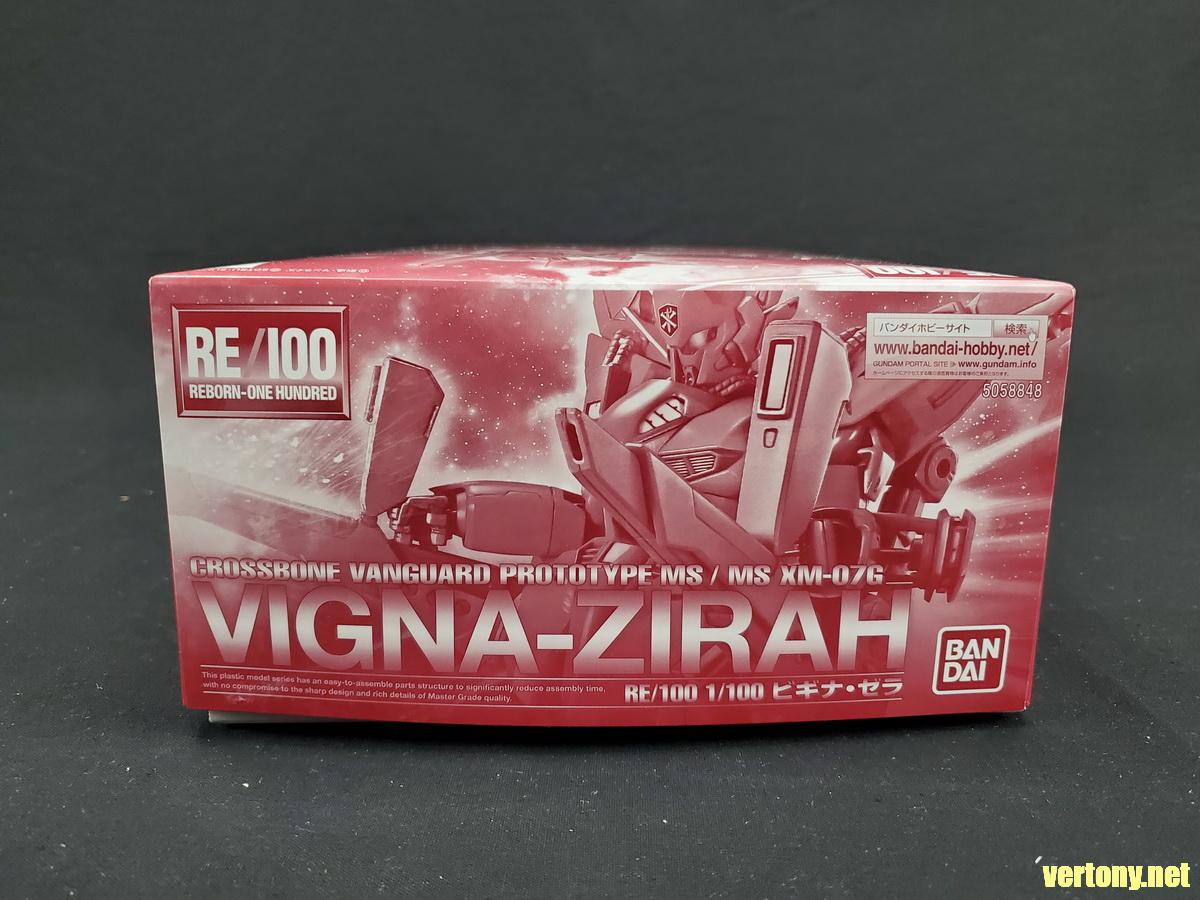 RE/100
REBORN-ONE HUNDRED
バンダイホビーサイト 検索
www.bandai-hobby.net/
GUNDAM PORTAL SITE www.gundam.info
5058848
CROSSBONE VANGUARD PROTOTYPE MS / MS XM-07G
VIGNA-ZIRAH
This plastic model series has an easy-to-assemble parts structure to significantly reduce assembly time,
with no compromise to the sharp design and rich details of Master Grade quality.
RE/100 1/100 ビギナ・ゼラ
BAN
DAI
vertony.net